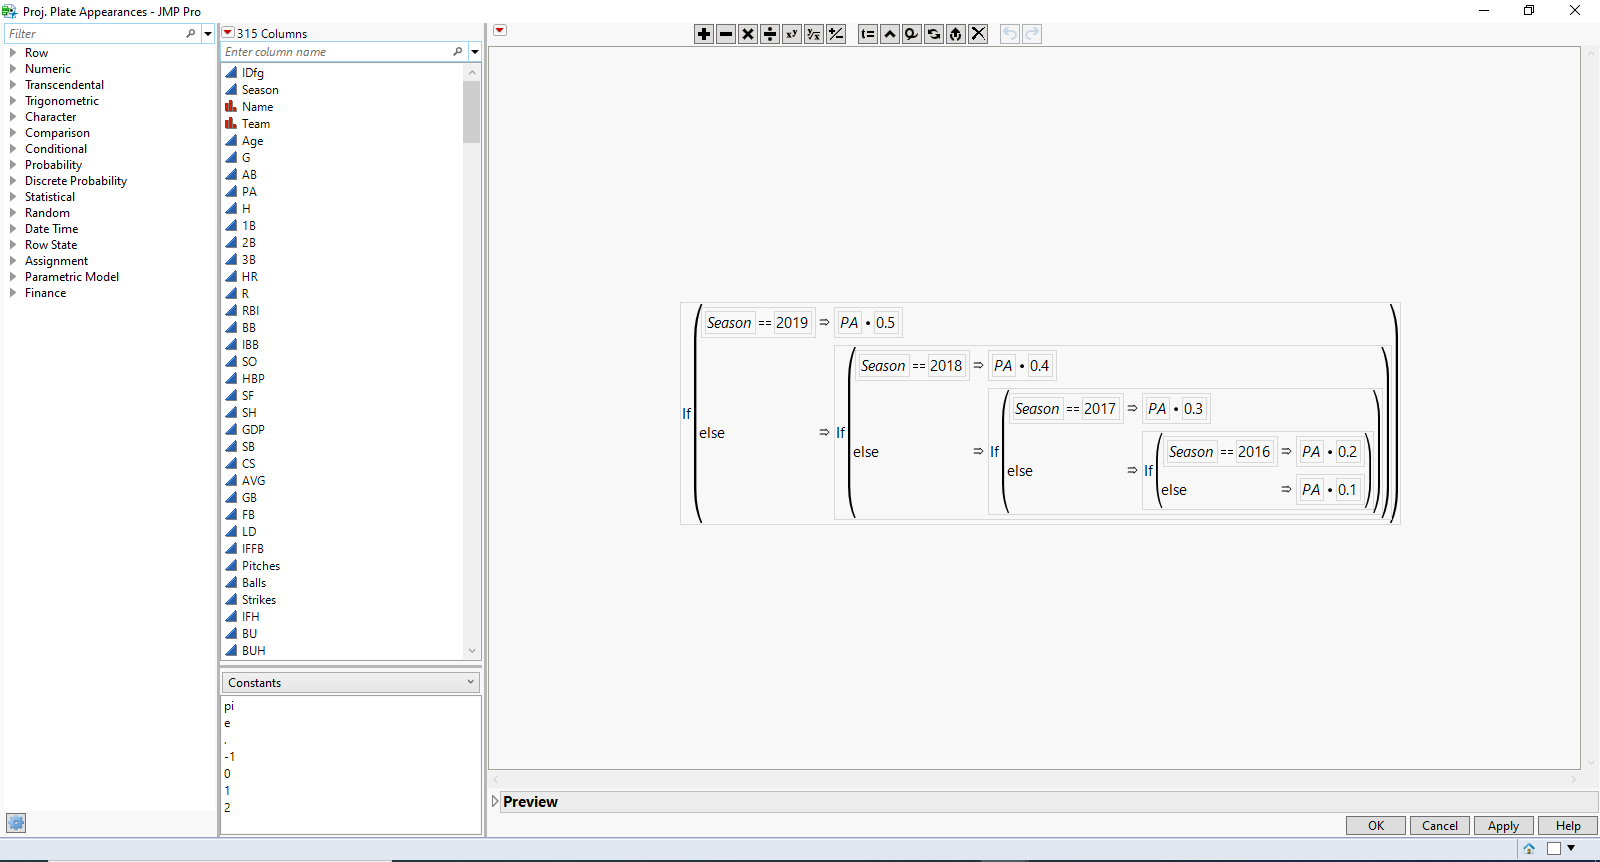 Proj. Plate Appearances - JMP Pro
Filter
Row
Numeric
Transcendental
Trigonometric
Character
Comparison
Conditional
Probability
Discrete Probability
Statistical
Random
Date Time
Row State
Assignment
Parametric Model
Finance
315 Columns
Enter column name
IDfg
Season
Name
Team
Age
G
AB
PA
H
1B
2B
3B
HR
R
RBI
BB
IBB
SO
HBP
SF
SH
GDP
SB
CS
AVG
GB
FB
LD
IFFB
Pitches
Balls
Strikes
IFH
BU
BUH
Constants
pi
e
.
-1
0
1
2
Season == 2019 ⇒ PA • 0.5
Season == 2018 ⇒ PA • 0.4
Season == 2017 ⇒ PA • 0.3
If
else ⇒ If
Season == 2016 ⇒ PA • 0.2
else ⇒ If
else ⇒ If
else ⇒ PA • 0.1
Preview
OK Cancel Apply Help